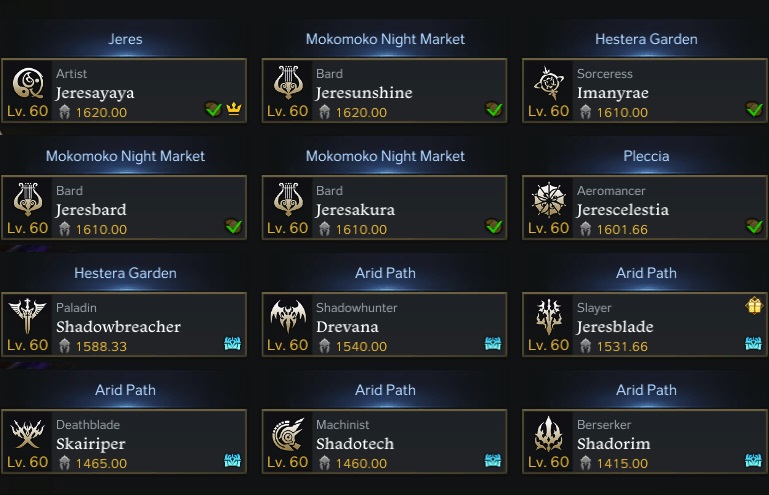 Jeres
Artist
Jeresayaya
Lv. 60 1620.00
Mokomoko Night Market
Bard
Jeresunshine
Lv. 60 1620.00
Hestera Garden
Sorceress
Imanyrae
Lv. 60 1610.00
Mokomoko Night Market
Bard
Jeresbard
Lv. 60 1610.00
Mokomoko Night Market
Bard
Jeresakura
Lv. 60 1610.00
Pleccia
Aeromancer
Jerescelestia
Lv. 60 1601.66
Hestera Garden
Paladin
Shadowbreacher
Lv. 60 1588.33
Arid Path
Shadowhunter
Drevana
Lv. 60 1540.00
Arid Path
Slayer
Jeresblade
Lv. 60 1531.66
Arid Path
Deathblade
Skairiper
Lv. 60 1465.00
Arid Path
Machinist
Shadotech
Lv. 60 1460.00
Arid Path
Berserker
Shadorim
Lv. 60 1415.00